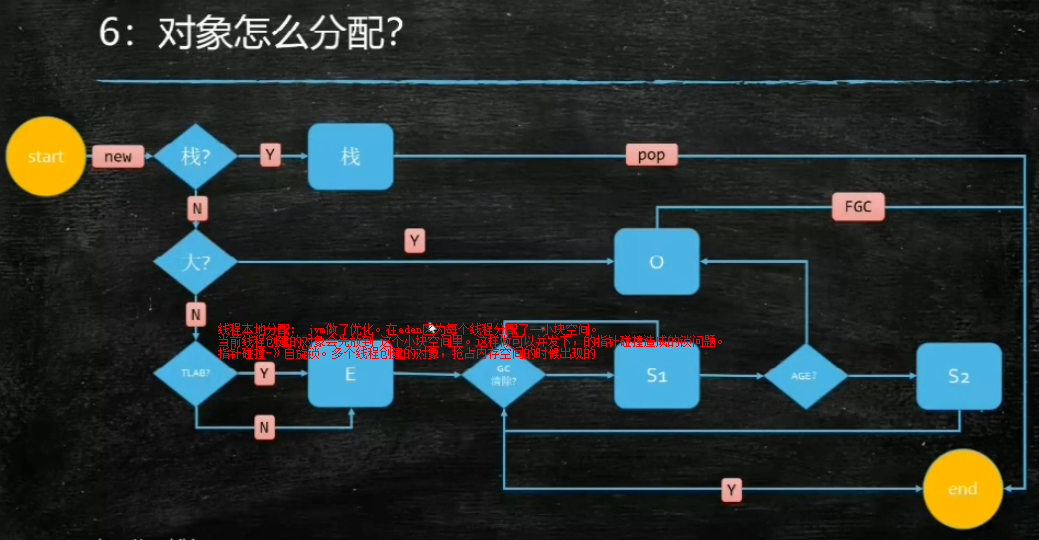 6：对象怎么分配？
start
new
栈？
Y
栈
pop
N
FGC
大？
Y
O
N
线程本地分配： jvm做了优化。在eden区为每个线程分配了一小块空间。
当前线程创建的对象会先放到 这个小块空间里。这样做可以并发下，的指针碰撞造成的锁问题。
指针碰撞-》自旋锁。多个线程创建的对象，抢占内存空间的时候出现的
TLAB？
Y
E
GC
清除？
S1
AGE？
S2
N
Y
end